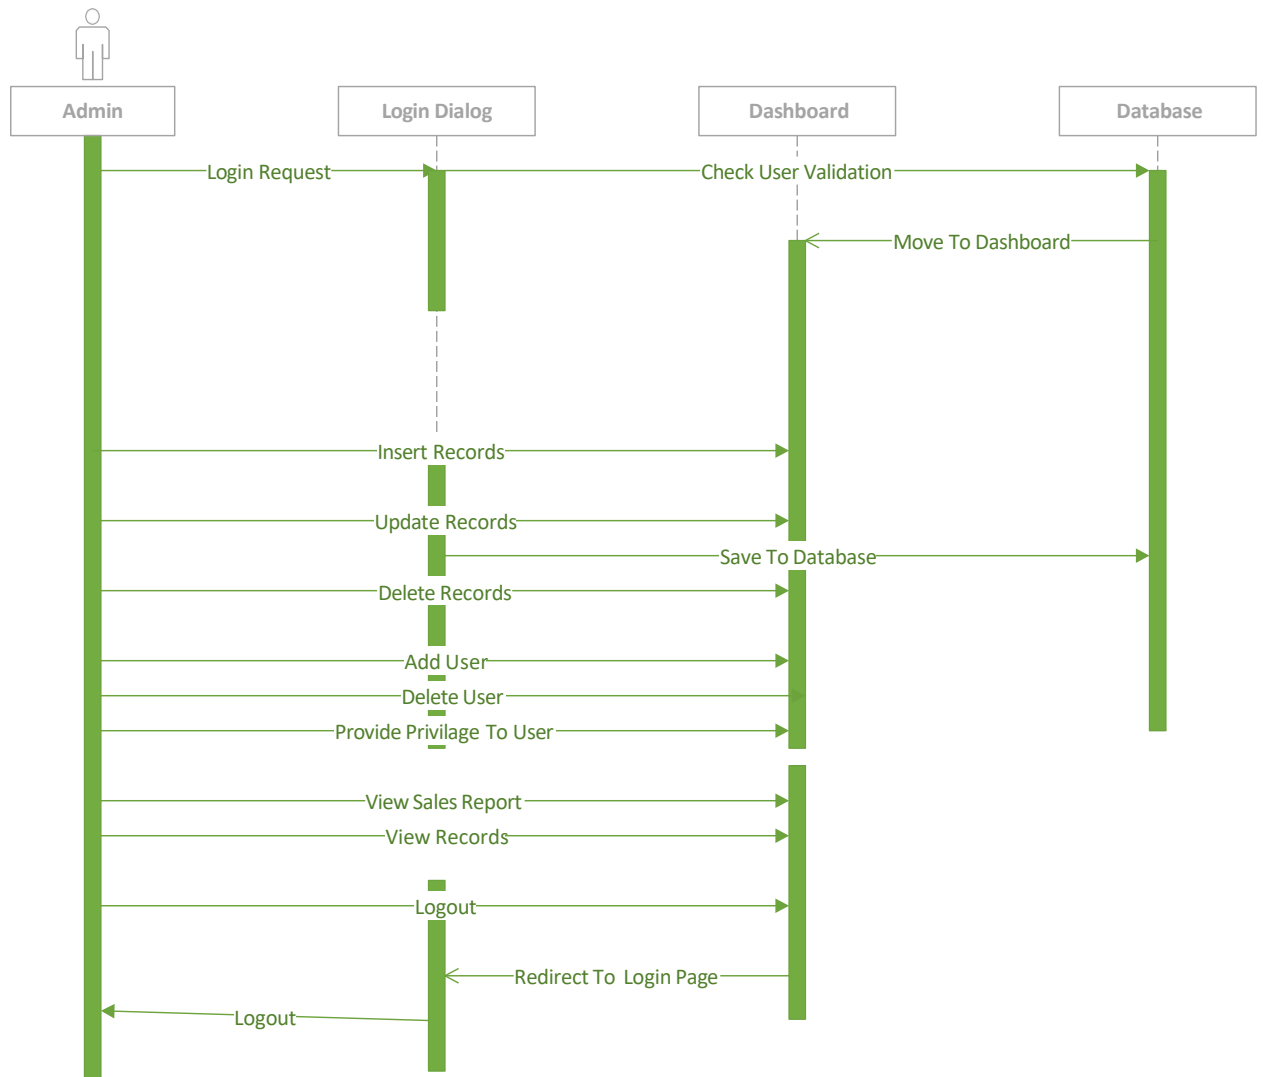 Admin
Login Dialog
Dashboard
Database
Login Request
Check User Validation
Move To Dashboard
Insert Records
Update Records
Save To Database
Delete Records
Add User
Delete User
Provide Privilage To User
View Sales Report
View Records
Logout
Redirect To Login Page
Logout